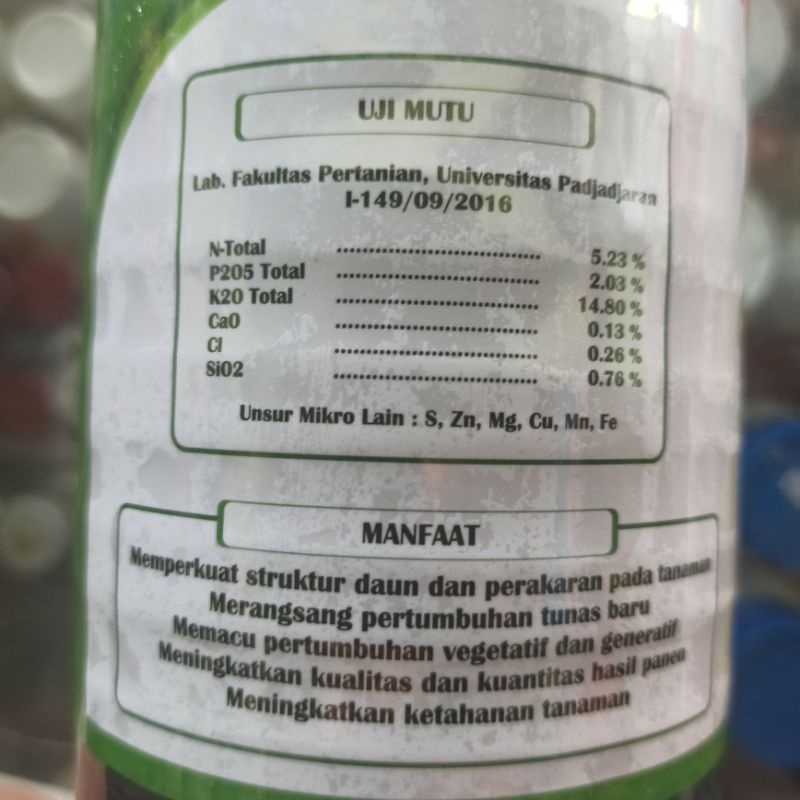 UJI MUTU
Lab. Fakultas Pertanian, Universitas Padjadjaran
I-149/09/2016
N-Total ........................................ 5.23 %
P205 Total ........................................ 2.03 %
K20 Total ........................................ 14.80 %
CaO ........................................ 0.13 %
Cl ........................................ 0.26 %
SiO2 ........................................ 0.76 %
Unsur Mikro Lain : S, Zn, Mg, Cu, Mn, Fe
MANFAAT
Memperkuat struktur daun dan perakaran pada tanaman
Merangsang pertumbuhan tunas baru
Memacu pertumbuhan vegetatif dan generatif
Meningkatkan kualitas dan kuantitas hasil panen
Meningkatkan ketahanan tanaman